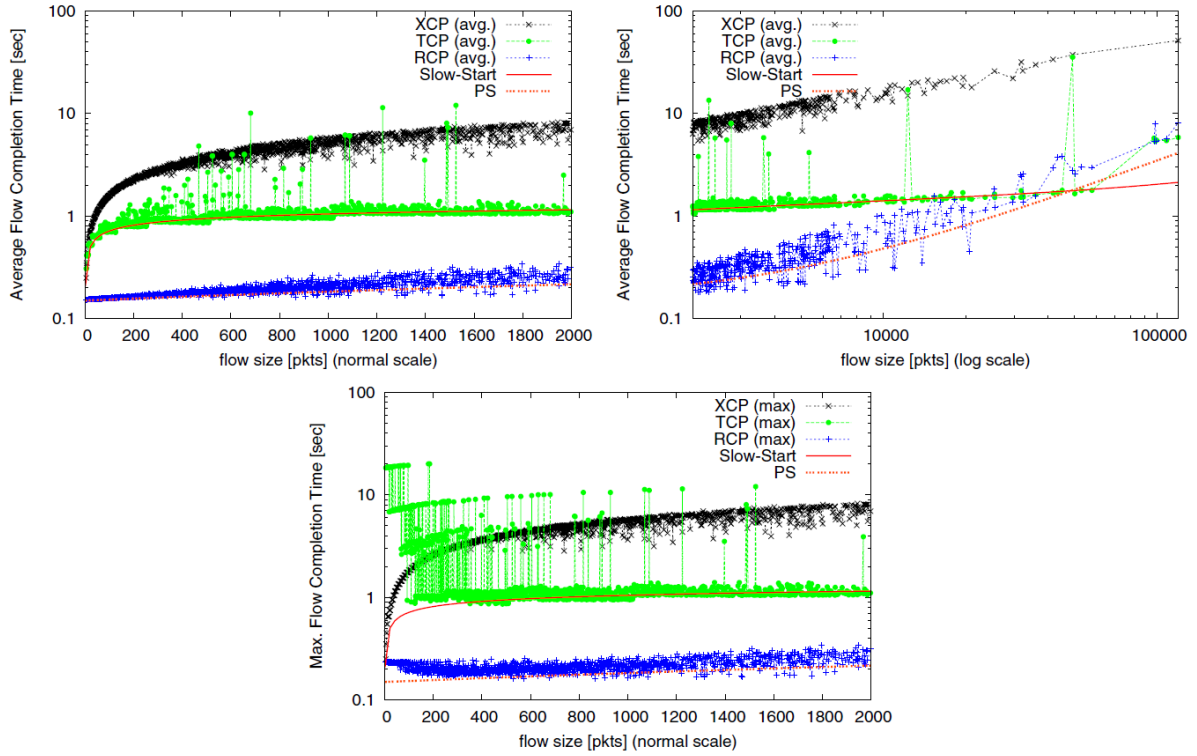 100
10
1
0.1
Average Flow Completion Time [sec]
XCP (avg.)
TCP (avg.)
RCP (avg.)
Slow-Start
PS
0 200 400 600 800 1000 1200 1400 1600 1800 2000
flow size [pkts] (normal scale)
100
10
1
0.1
Average Flow Completion Time [sec]
XCP (avg.)
TCP (avg.)
RCP (avg.)
Slow-Start
PS
10000 100000
flow size [pkts] (log scale)
100
10
1
0.1
Max. Flow Completion Time [sec]
XCP (max)
TCP (max)
RCP (max)
Slow-Start
PS
0 200 400 600 800 1000 1200 1400 1600 1800 2000
flow size [pkts] (normal scale)